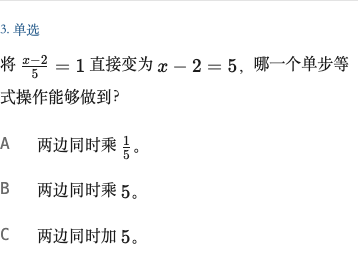 3. 单选
将 \frac{x-2}{5} = 1 直接变为 x − 2 = 5，哪一个单步等
式操作能够做到？
A 两边同时乘 \frac{1}{5}。
B 两边同时乘 5。
C 两边同时加 5。